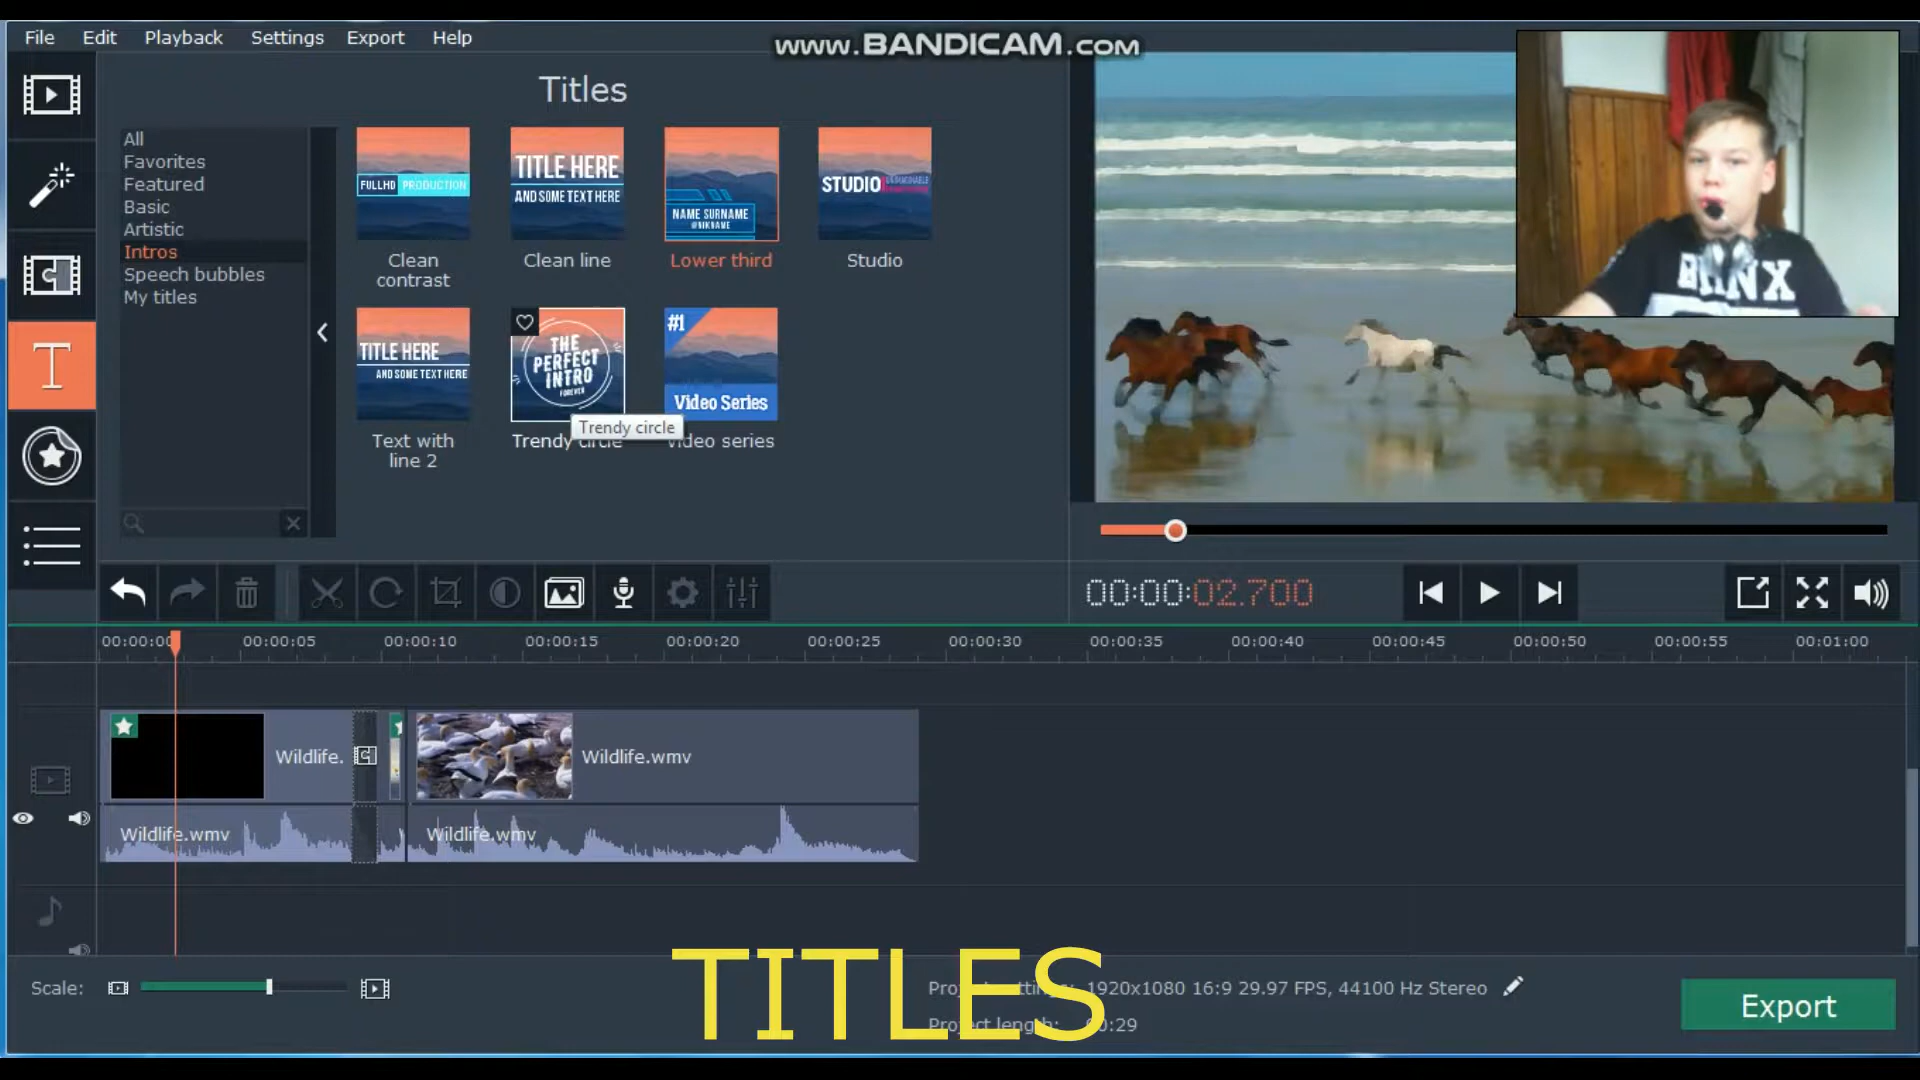 File Edit Playback Settings Export Help
www.BANDICAM.com
Titles
All
Favorites
Featured
Basic
Artistic
Intros
Speech bubbles
My titles
FULLHD PRODUCTION
Clean
contrast
TITLE HERE
AND SOME TEXT HERE
Clean line
NAME SURNAME
@NIKNAME
Lower third
STUDIO
Studio
TITLE HERE
AND SOME TEXT HERE
Text with
line 2
THE
PERFECT
INTRO
FOREVER
Trendy circle
Trendy circle
#1
Video Series
Video series
00:00:02.700
00:00:00 00:00:05 00:00:10 00:00:15 00:00:20 00:00:25 00:00:30 00:00:35 00:00:40 00:00:45 00:00:50 00:00:55 00:01:00
Wildlife.
Wildlife.wmv
Wildlife.wmv
Wildlife.wmv
Scale:
TITLES
Project settings: 1920x1080 16:9 29.97 FPS, 44100 Hz Stereo
Project length: 00:29
Export